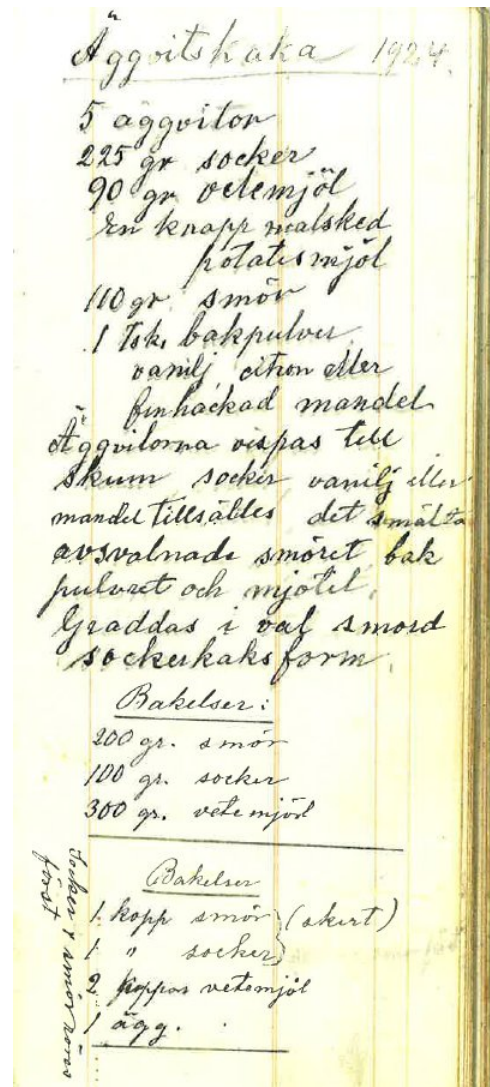 Äggvitskaka 1924.
5 äggvitor
225 gr socker
90 gr vetemjöl
En knapp matsked
potatismjöl
110 gr smör
1 Tsk. bakpulver
vanilj, citron eller
finhackad mandel
Äggvitorna vispas till
skum socker vanilj eller
mandel tillsättes det smälta
avsvalnade smöret bak
pulvret och mjölet,
Gräddas i väl smord
sockerkaksform.
Bakelser:
200 gr. smör
100 gr. socker
300 gr. vetemjöl
Bakelser
1 kopp smör (skirt)
1 " socker
2 koppar vetemjöl
1 ägg.
Socker & smör röres
först